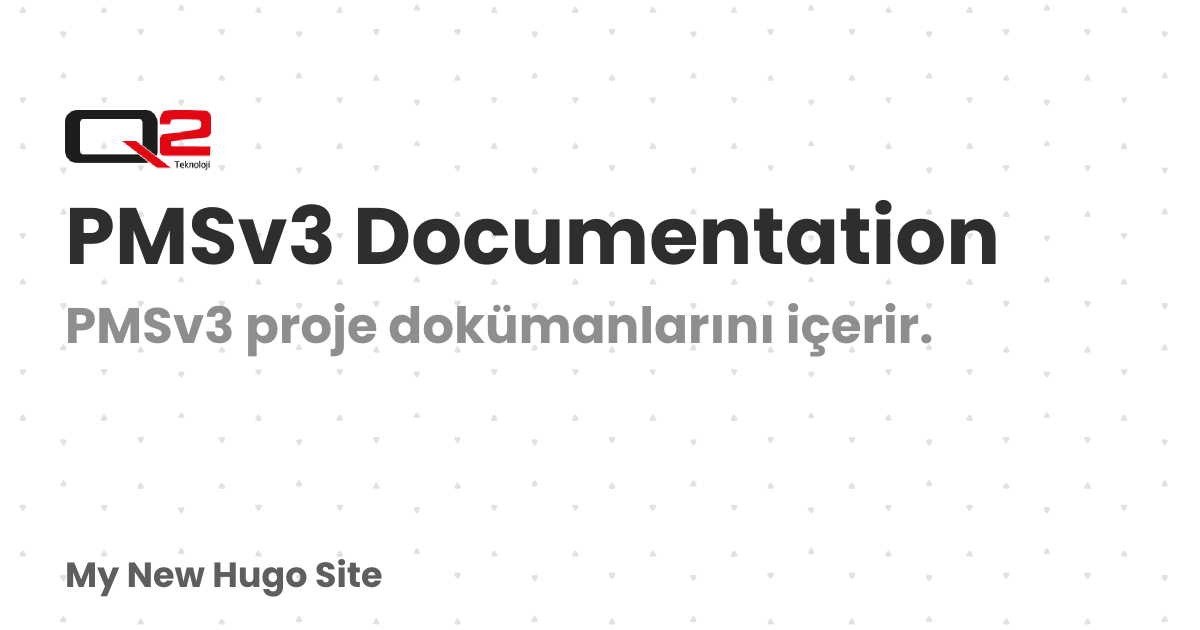 Q2
Teknoloji
PMSv3 Documentation
PMSv3 proje dokümanlarını içerir.
My New Hugo Site